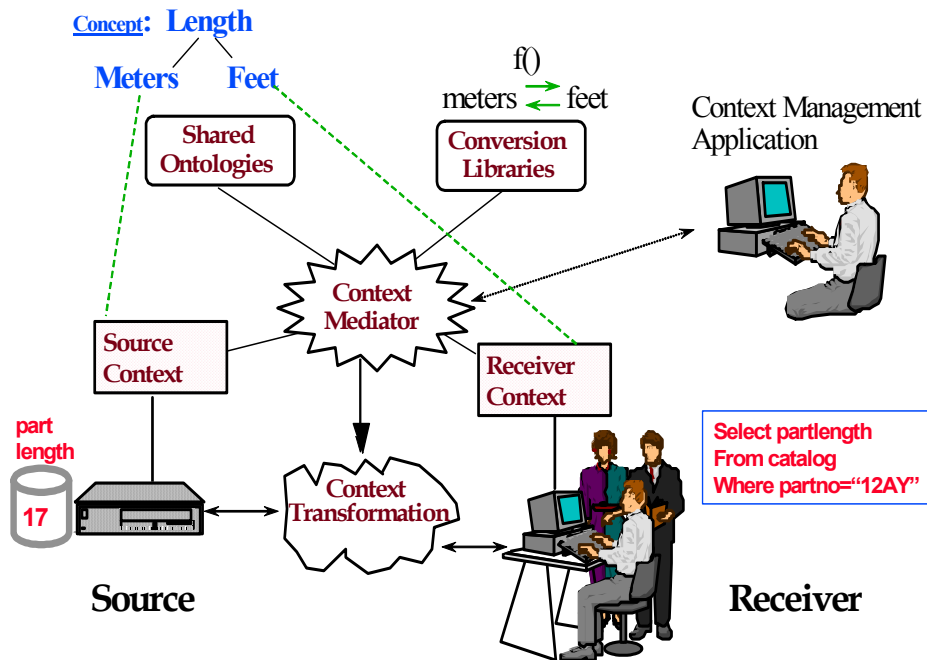 Concept: Length
Meters Feet
f()
meters feet
Shared
Ontologies
Conversion
Libraries
Context Management
Application
Context
Mediator
Source
Context
Receiver
Context
part
length
17
Context
Transformation
Select partlength
From catalog
Where partno=“12AY”
Source
Receiver